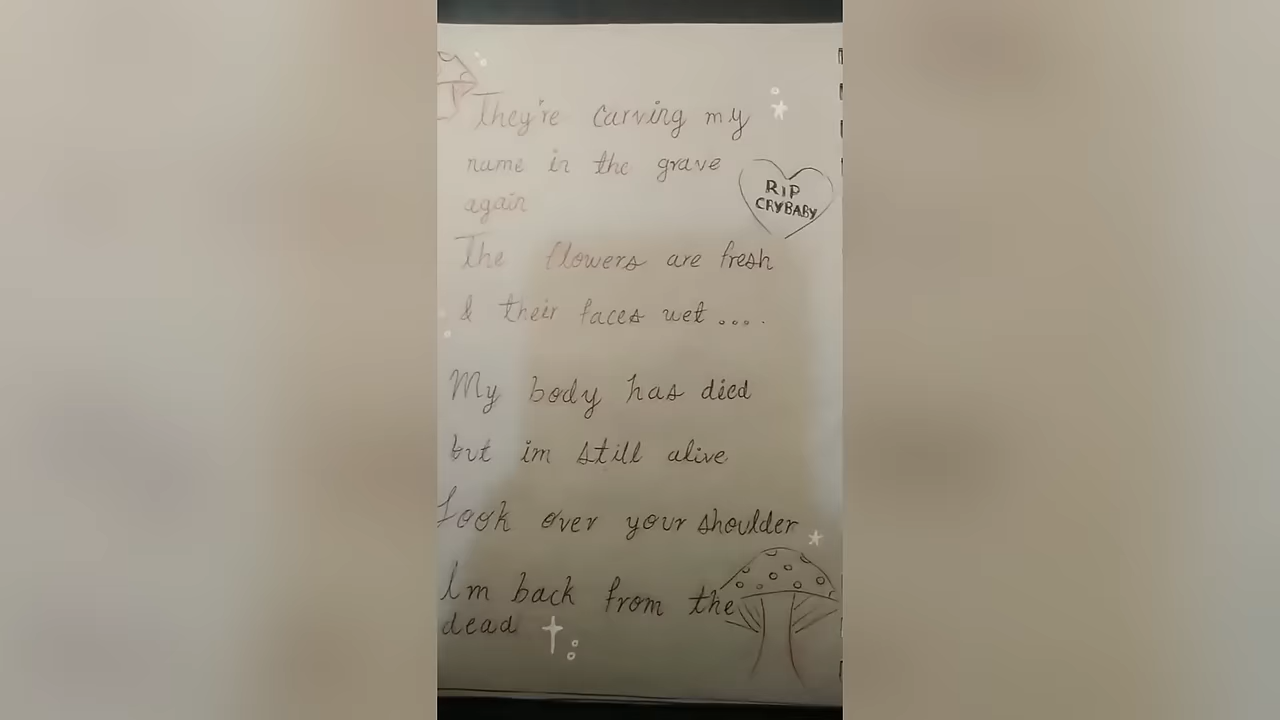 They're carving my
name in the grave
again
RIP
CRYBABY
The flowers are fresh
& their faces wet ....
My body has died
but im still alive
Look over your shoulder
Im back from the
dead